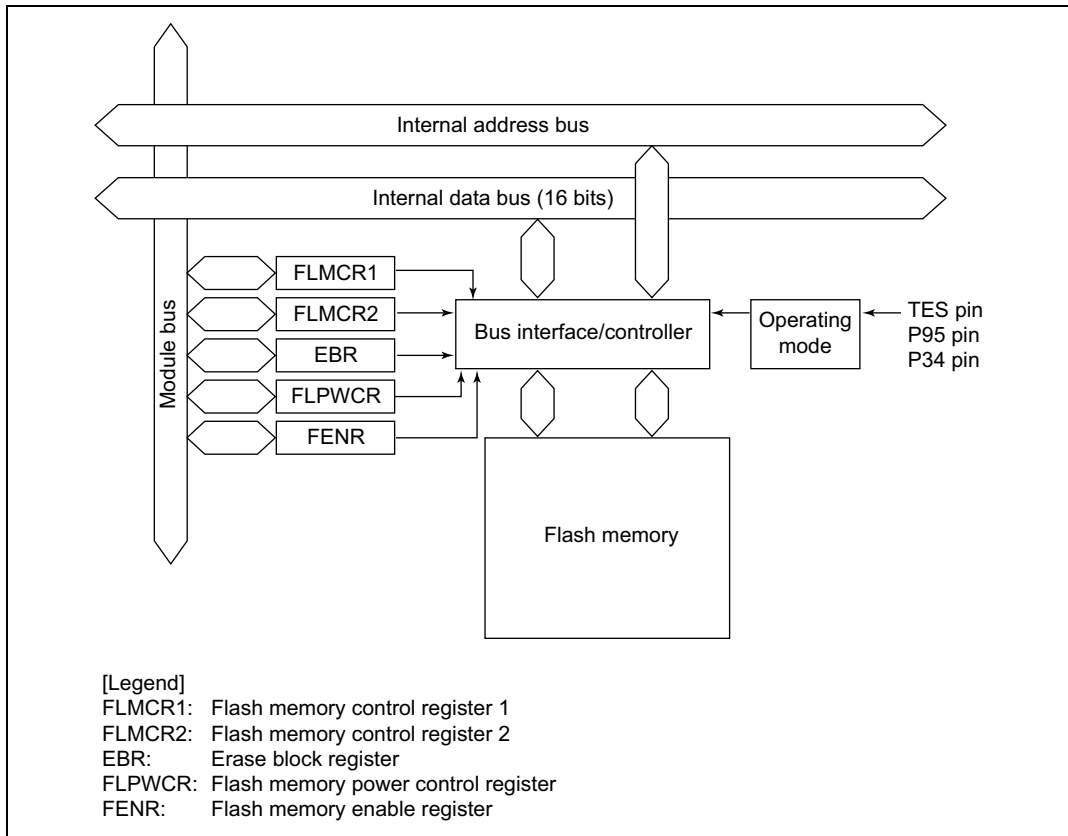 Internal address bus
Internal data bus (16 bits)
Module bus
FLMCR1
FLMCR2
EBR
FLPWCR
FENR
Bus interface/controller
Operating
mode
TES pin
P95 pin
P34 pin
Flash memory
[Legend]
FLMCR1: Flash memory control register 1
FLMCR2: Flash memory control register 2
EBR: Erase block register
FLPWCR: Flash memory power control register
FENR: Flash memory enable register